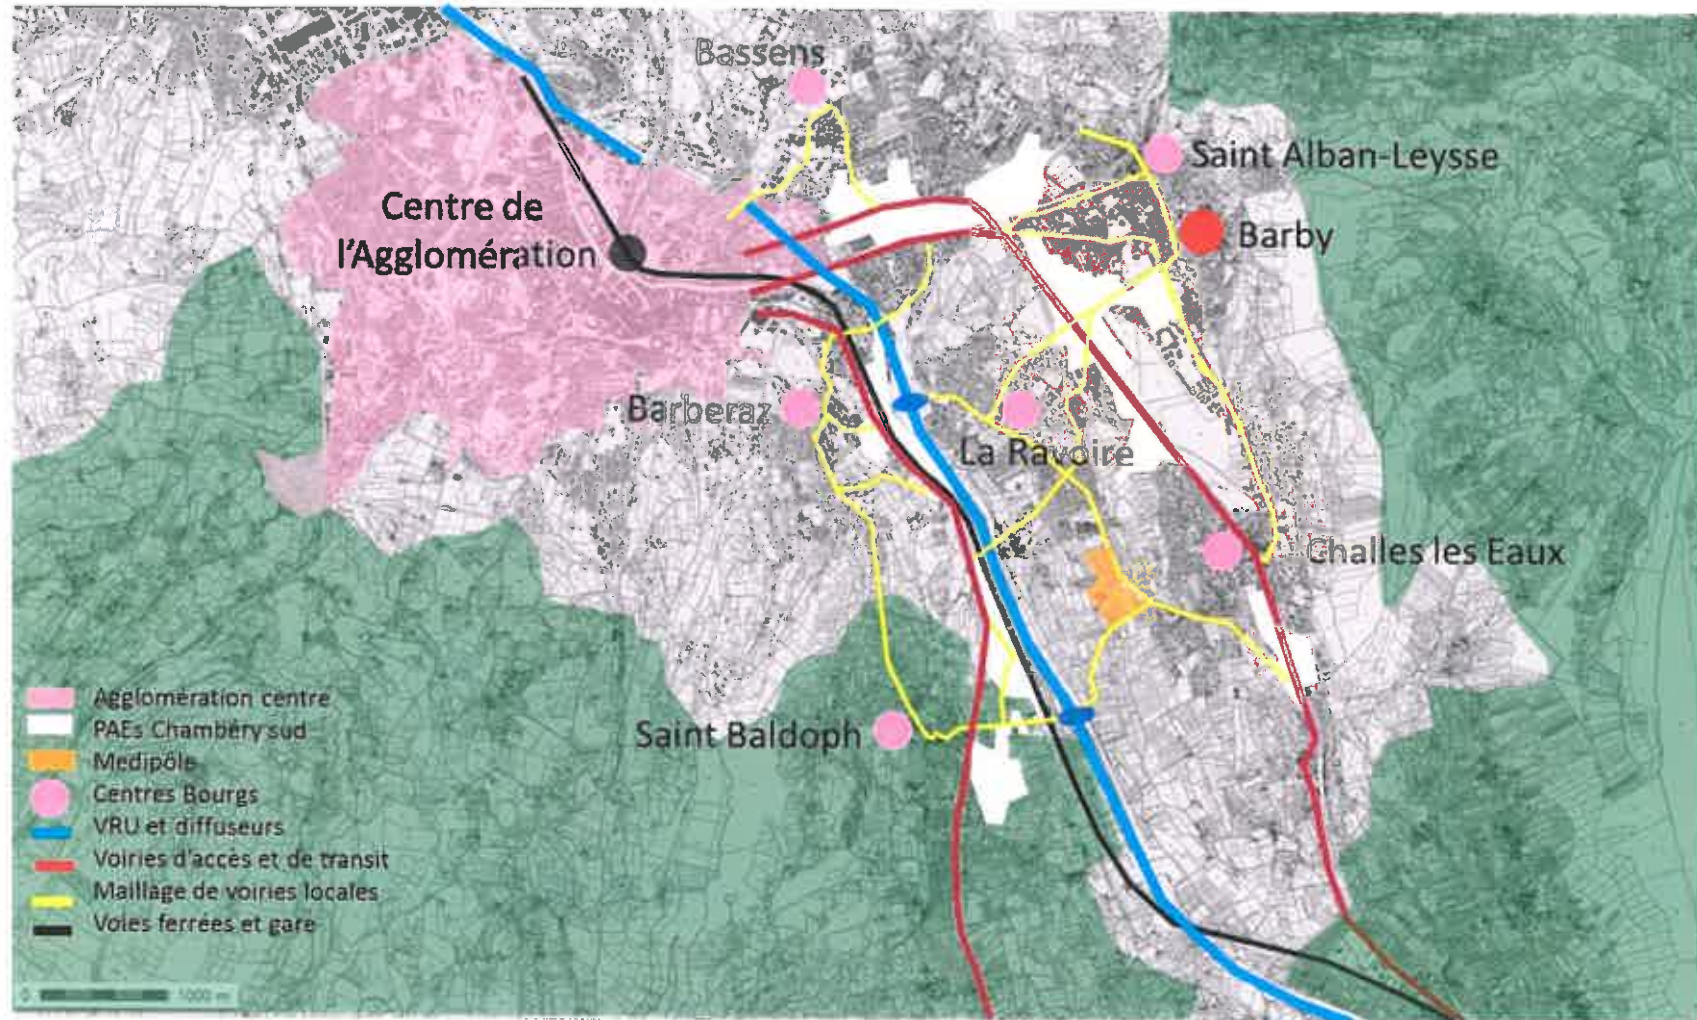 Bassens
Saint Alban-Leysse
Centre de
l'Agglomération
Barby
Barberaz
La Ravoire
Challes les Eaux
Saint Baldoph
Agglomération centre
PAEs Chambéry sud
Medipôle
Centres Bourgs
VRU et diffuseurs
Voiries d'accès et de transit
Maillage de voiries locales
Voies ferrées et gare
0 1000 m